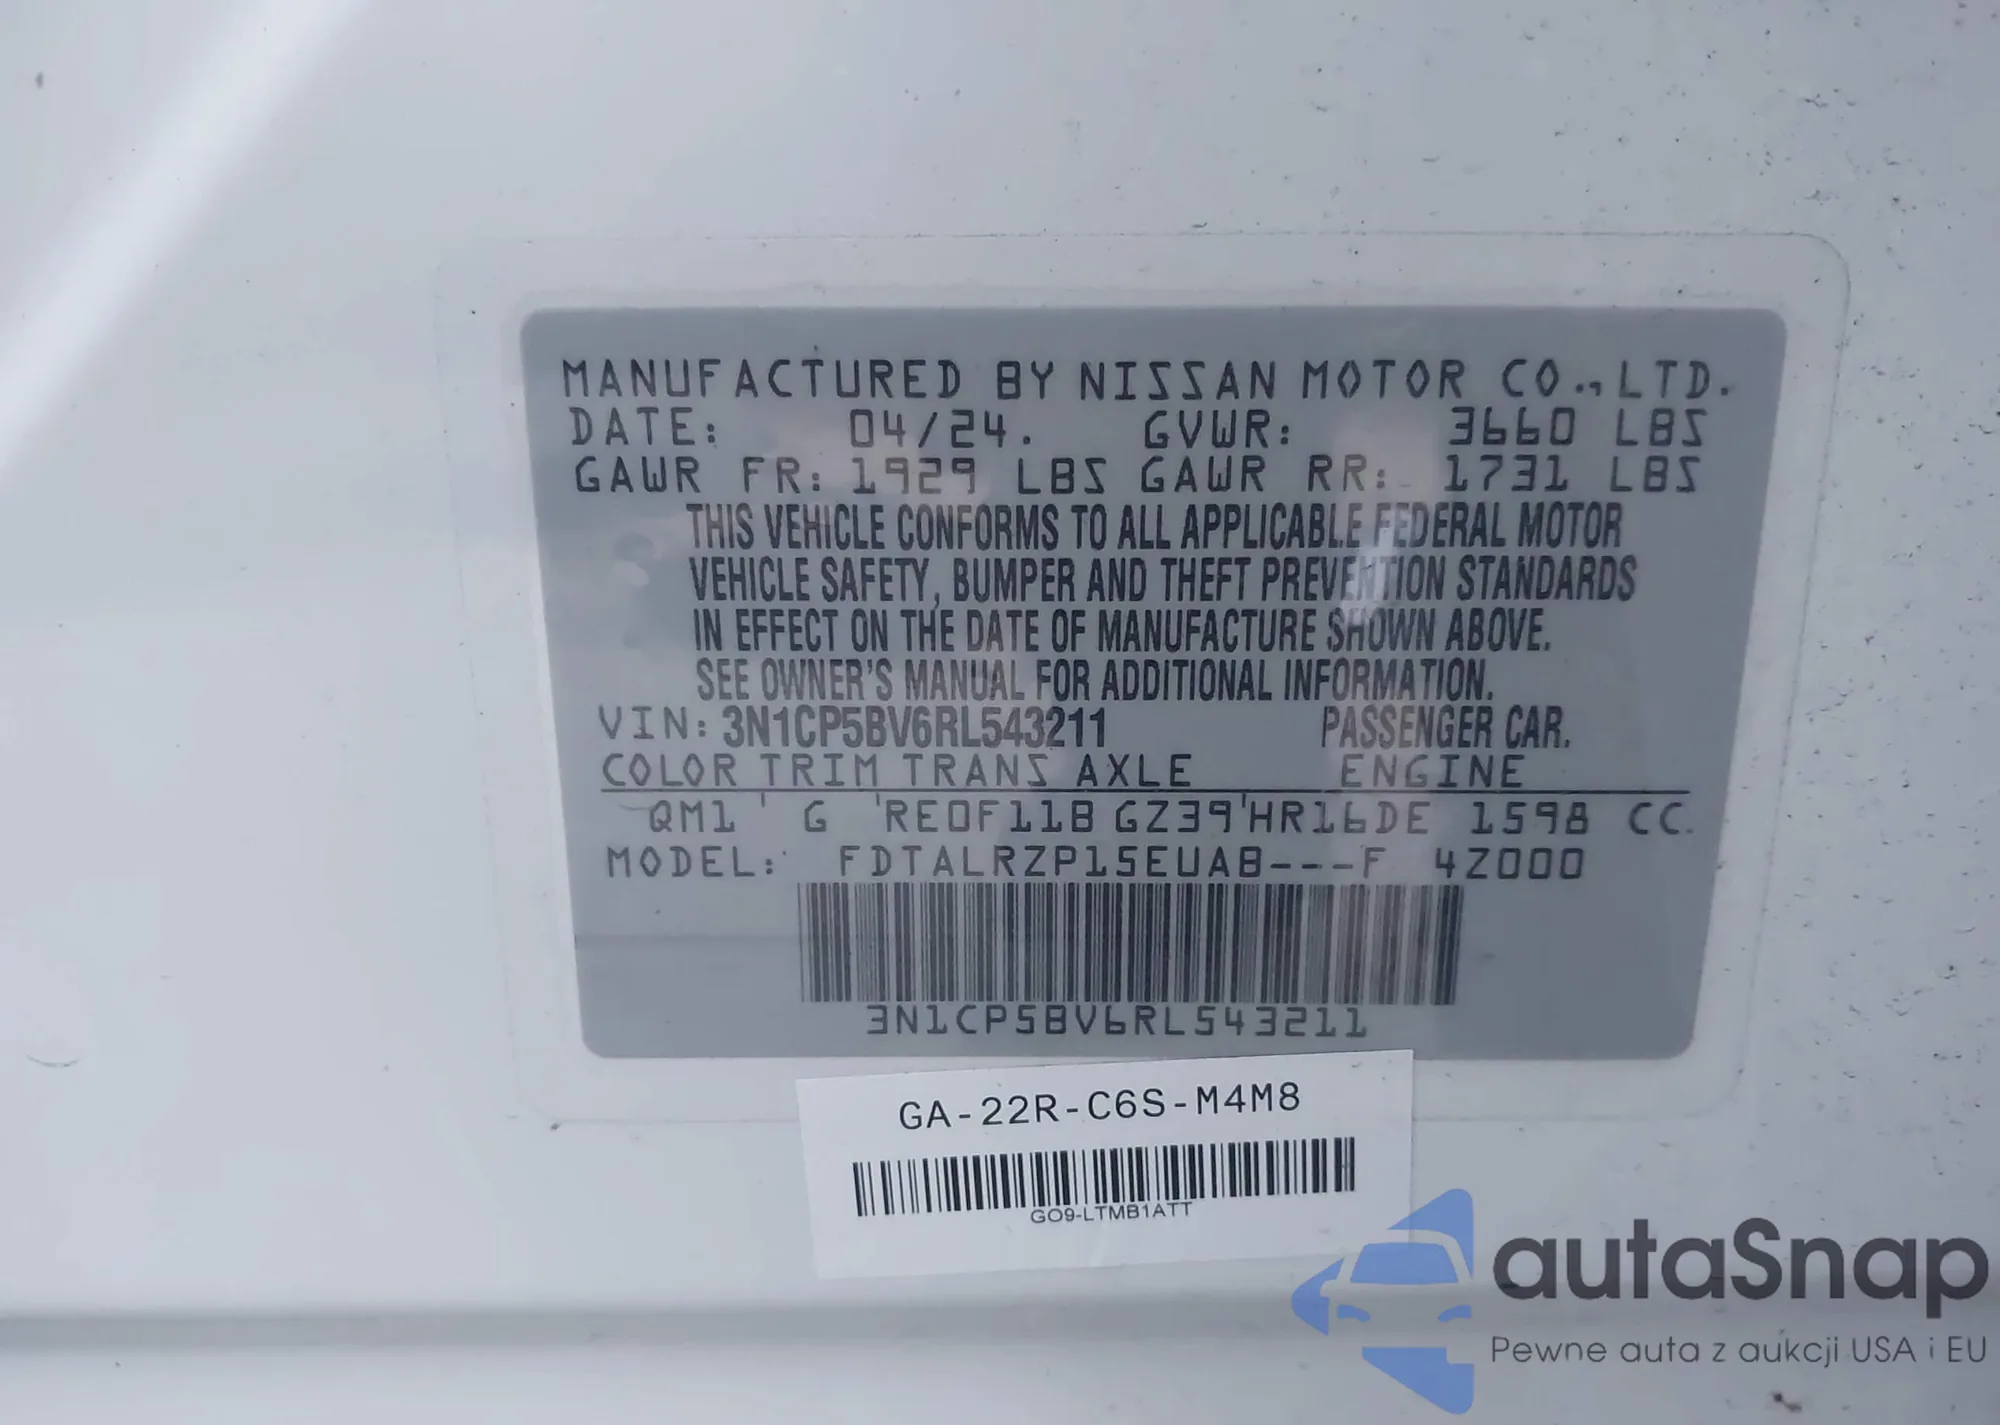 MANUFACTURED BY NISSAN MOTOR CO., LTD.
DATE: 04/24. GVWR: 3660 LBS
GAWR FR: 1929 LBS GAWR RR: 1731 LBS
THIS VEHICLE CONFORMS TO ALL APPLICABLE FEDERAL MOTOR
VEHICLE SAFETY, BUMPER AND THEFT PREVENTION STANDARDS
IN EFFECT ON THE DATE OF MANUFACTURE SHOWN ABOVE.
SEE OWNER'S MANUAL FOR ADDITIONAL INFORMATION.
VIN: 3N1CP5BV6RL543211 PASSENGER CAR.
COLOR TRIM TRANS AXLE ENGINE
QM1 ' G 'RE0F11B GZ39'HR16DE 1598 CC.
MODEL: FDTALRZP15EUAB---F 4Z000
3N1CP5BV6RL543211
GA-22R-C6S-M4M8
GO9-LTMB1ATT
autaSnap
Pewne auta z aukcji USA i EU